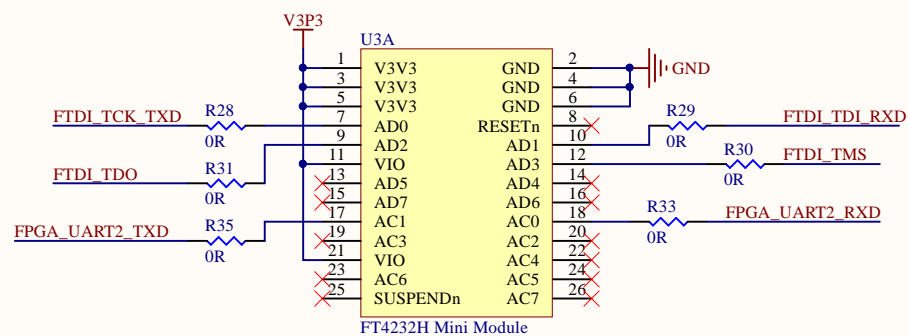 V3P3
U3A
1 V3V3 GND 2
3 V3V3 GND 4 GND
5 V3V3 GND 6
FTDI_TCK_TXD R28 0R 7 AD0 RESETn 8
9 AD2 AD1 10 R29 0R FTDI_TDI_RXD
11 VIO AD3 12 R30 0R FTDI_TMS
FTDI_TDO R31 0R 13 AD5 AD4 14
15 AD7 AD6 16
17 AC1 AC0 18 R33 0R FPGA_UART2_RXD
FPGA_UART2_TXD R35 0R 19 AC3 AC2 20
21 VIO AC4 22
23 AC6 AC5 24
25 SUSPENDn AC7 26
FT4232H Mini Module